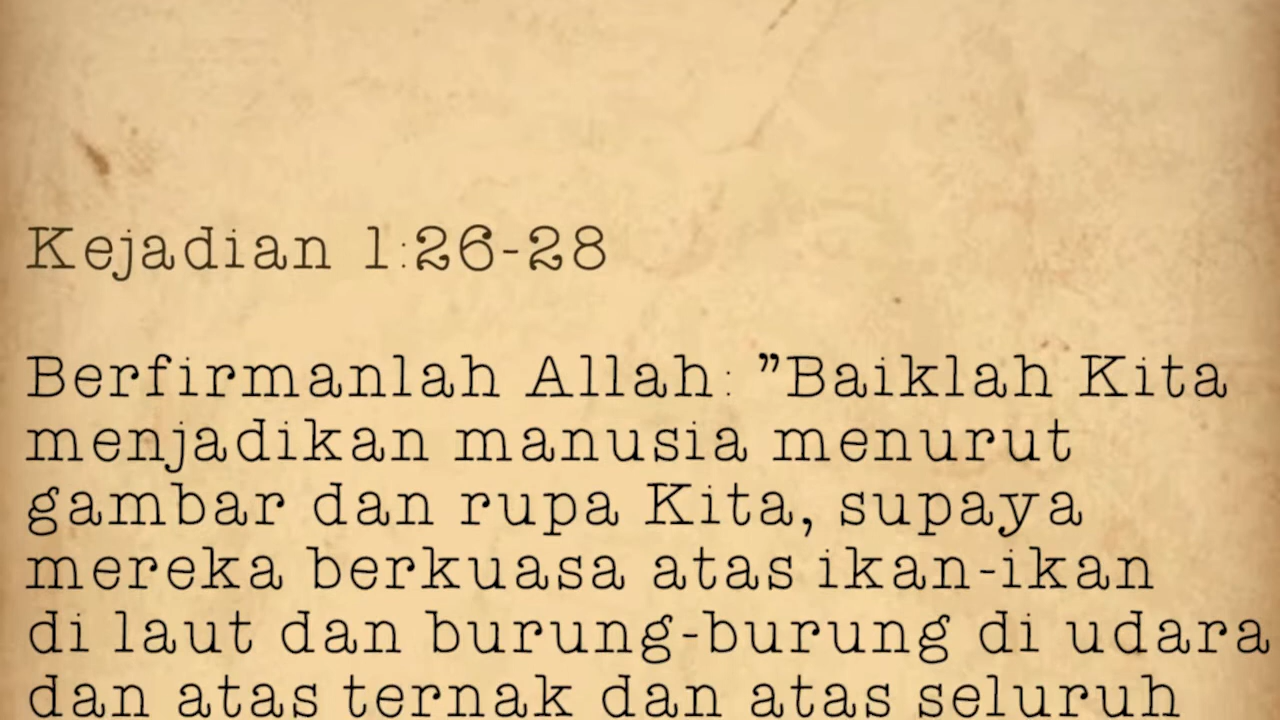 Kejadian 1:26-28
Berfirmanlah Allah: ”Baiklah Kita
menjadikan manusia menurut
gambar dan rupa Kita, supaya
mereka berkuasa atas ikan-ikan
di laut dan burung-burung di udara
dan atas ternak dan atas seluruh